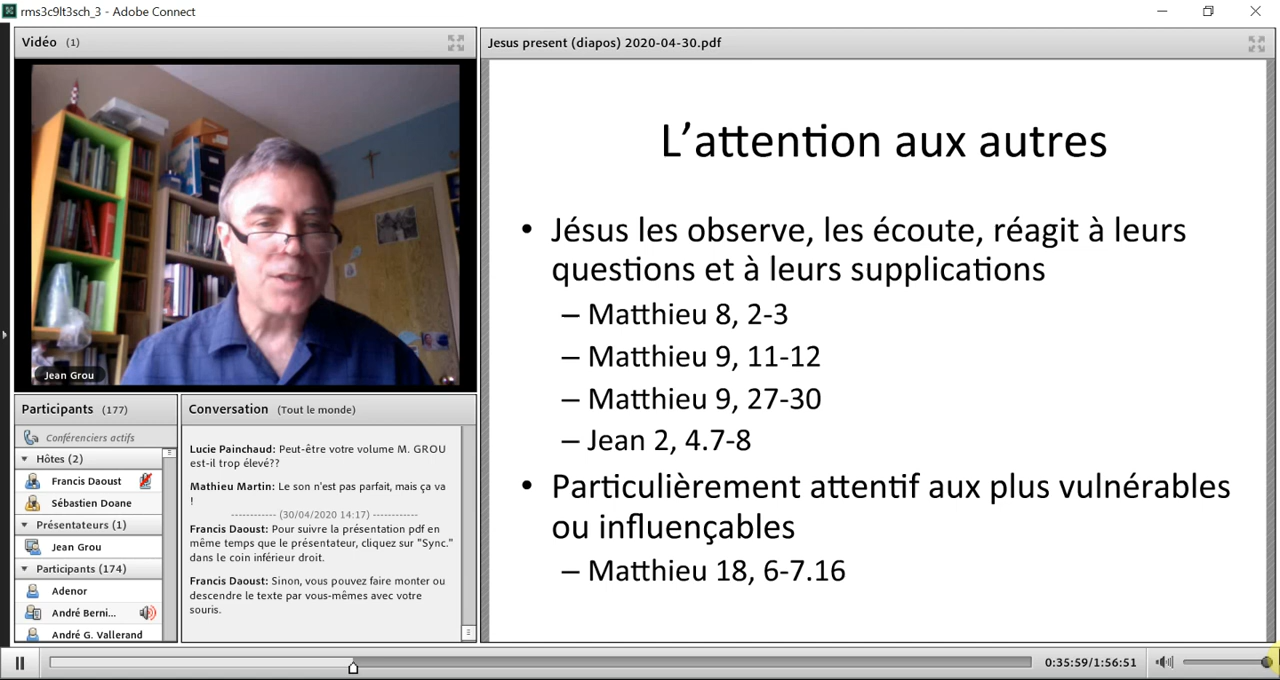 rms3c9lt3sch_3 - Adobe Connect
Vidéo (1)
Jean Grou
Participants (177)
Conférenciers actifs
Hôtes (2)
Francis Daoust
Sébastien Doane
Présentateurs (1)
Jean Grou
Participants (174)
Adenor
André Berni...
André G. Vallerand
Conversation (Tout le monde)
Lucie Painchaud: Peut-être votre volume M. GROU
est-il trop élevé??
Mathieu Martin: Le son n'est pas parfait, mais ça va
!
------------ (30/04/2020 14:17) ------------
Francis Daoust: Pour suivre la présentation pdf en
même temps que le présentateur, cliquez sur "Sync."
dans le coin inférieur droit.
Francis Daoust: Sinon, vous pouvez faire monter ou
descendre le texte par vous-mêmes avec votre
souris.
Jesus present (diapos) 2020-04-30.pdf
L'attention aux autres
• Jésus les observe, les écoute, réagit à leurs
questions et à leurs supplications
– Matthieu 8, 2-3
– Matthieu 9, 11-12
– Matthieu 9, 27-30
– Jean 2, 4.7-8
• Particulièrement attentif aux plus vulnérables
ou influençables
– Matthieu 18, 6-7.16
0:35:59/1:56:51